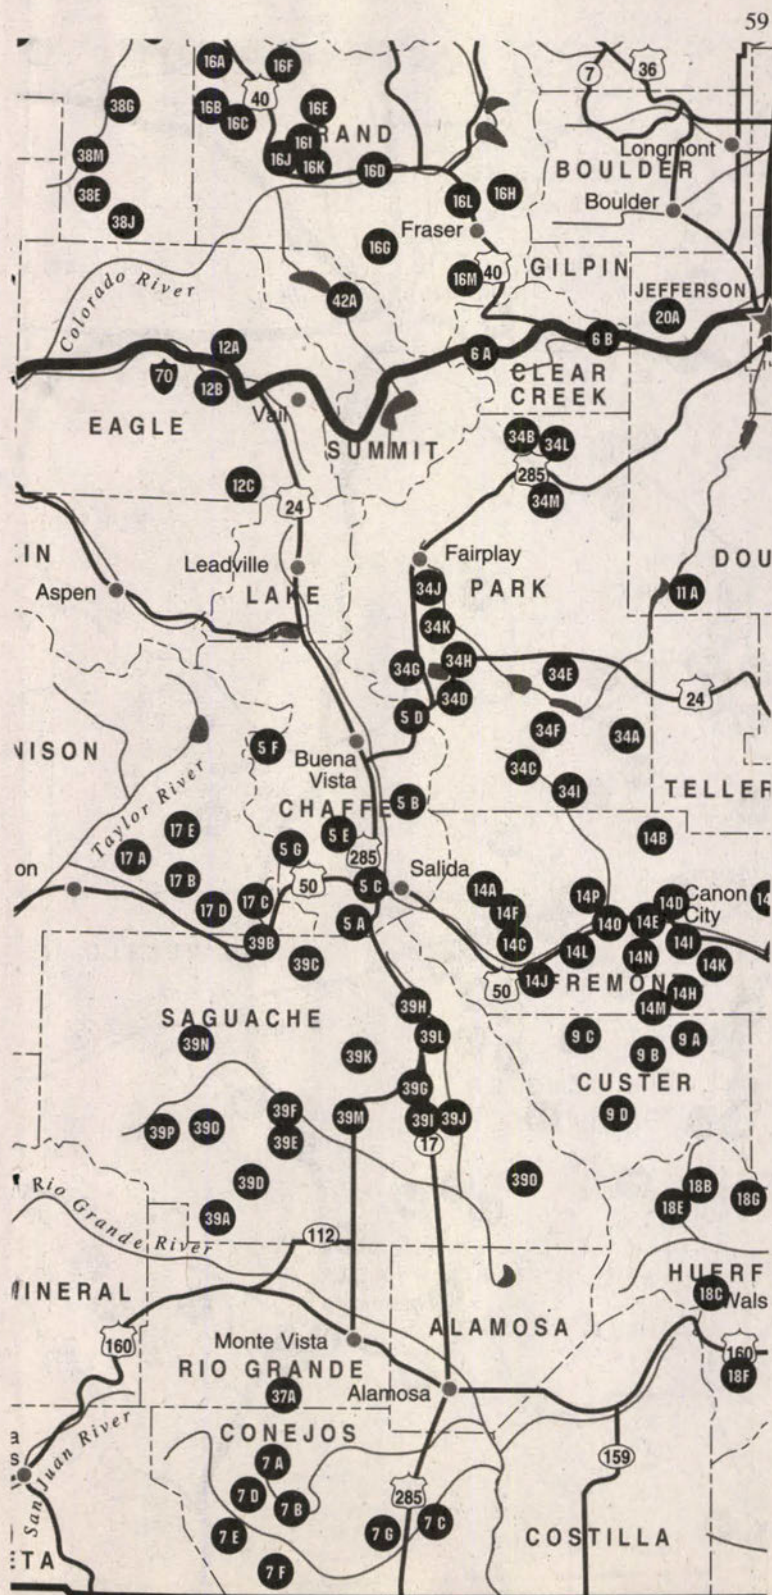 59
16A
16F
36
7
40
38G
16B
16C
16E
16I
RAND
38M
16J
16K
16D
Longmont
BOULDER
38E
16L
16H
Boulder
38J
Fraser
16G
GILPIN
Colorado River
16M
40
JEFFERSON
42A
20A
12A
6 A
6 B
70
12B
CLEAR
CREEK
Vail
EAGLE
34B
34L
SUMMIT
285
12C
34M
24
KIN
Leadville
Fairplay
DOU
Aspen
LAKE
34J
PARK
11A
34K
34G
34H
34E
34D
24
5 D
5 F
34F
34A
NISON
Buena
Vista
34C
Taylor River
34I
TELLER
CHAFFE
5 B
17 E
5 E
14B
17 A
5 G
285
on
17 B
50
5 C
Salida
14A
14P
14D
Canon
City
14
17 C
17 D
14F
14O
14E
5 A
39B
14C
14L
14N
14I
39C
14K
50
14J
FREMON
14H
39H
14M
SAGUACHE
39N
39L
9 C
9 A
39K
9 B
39G
CUSTER
39F
39M
39I
39J
9 D
39P
39O
39E
17
39D
39O
18B
18G
Rio Grande River
39A
18E
112
MINERAL
HUERF
18C
Wals
160
Monte Vista
ALAMOSA
160
RIO GRANDE
18F
37A
Alamosa
CONEJOS
a
s
San Juan River
7 A
159
7 D
285
7 B
7 C
7 E
7 G
COSTILLA
ETA
7 F